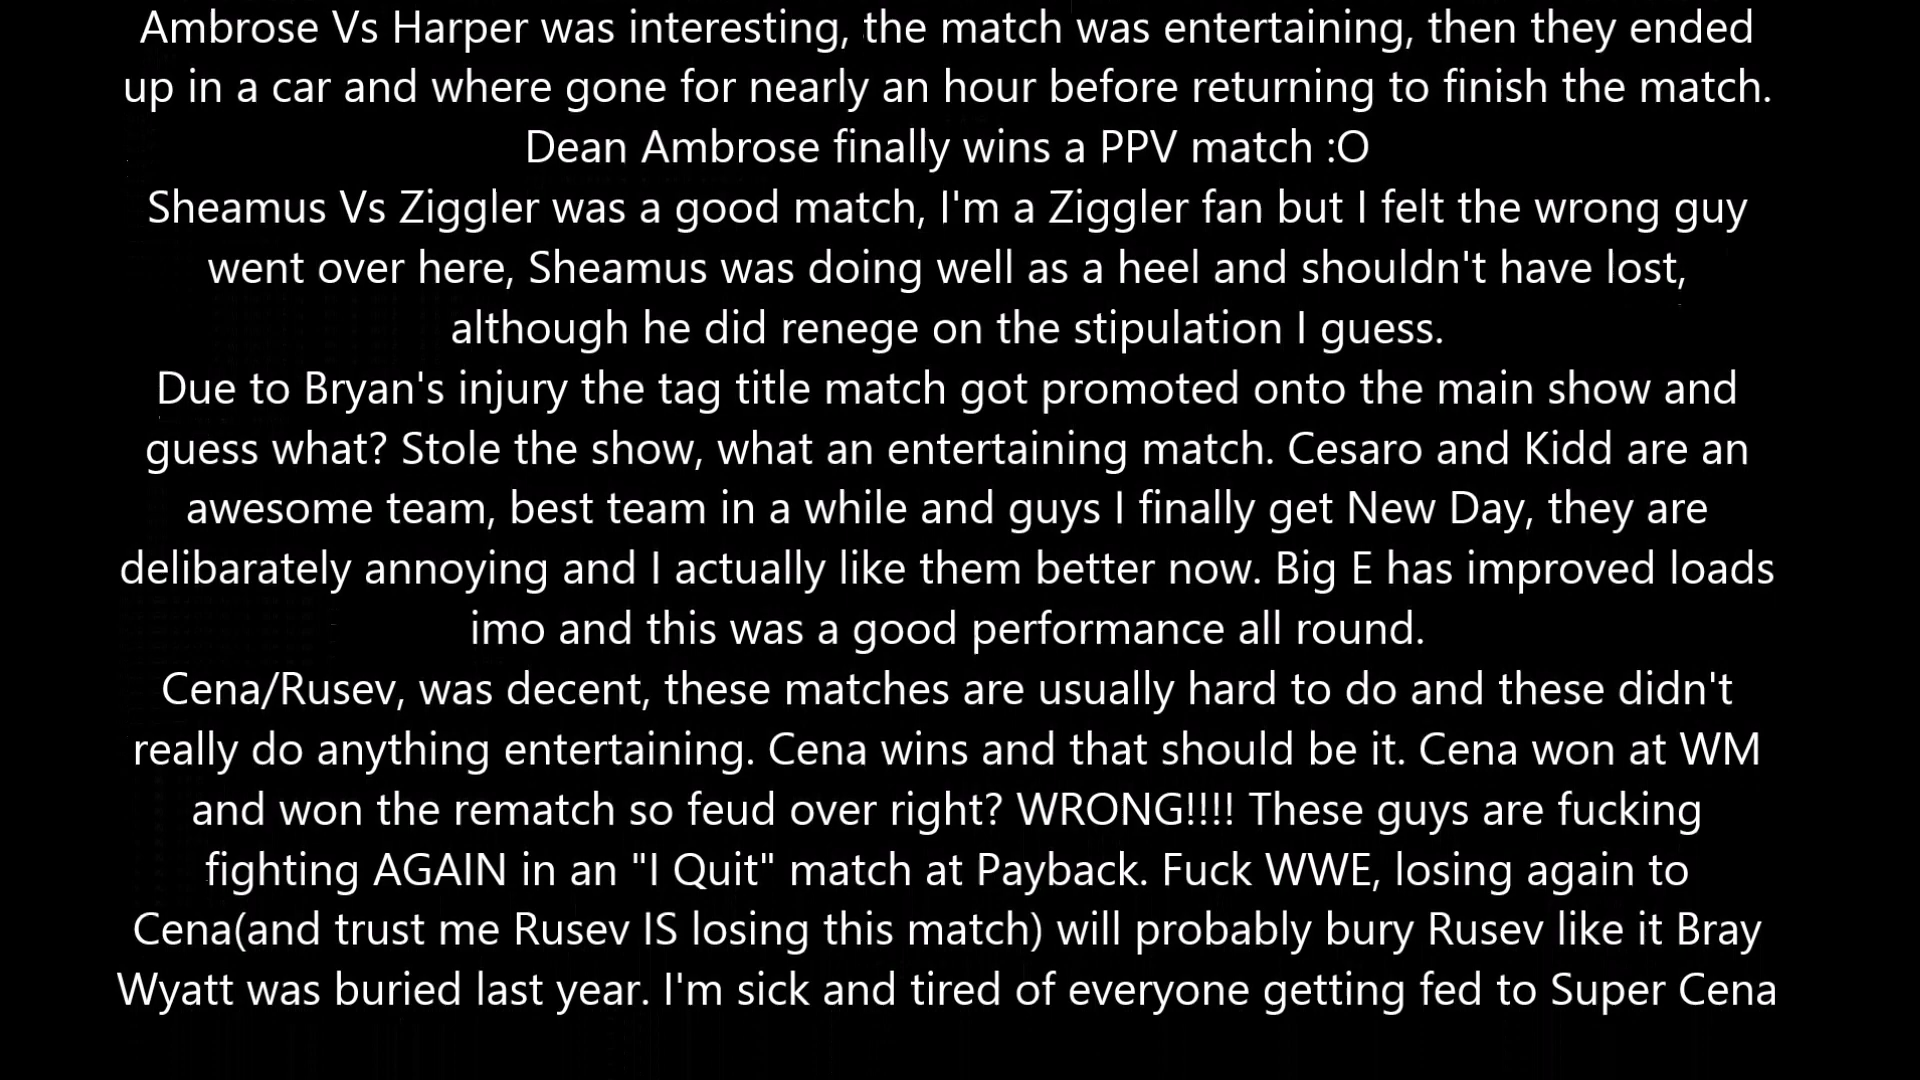 Ambrose Vs Harper was interesting, the match was entertaining, then they ended
up in a car and where gone for nearly an hour before returning to finish the match.
Dean Ambrose finally wins a PPV match :O
Sheamus Vs Ziggler was a good match, I'm a Ziggler fan but I felt the wrong guy
went over here, Sheamus was doing well as a heel and shouldn't have lost,
although he did renege on the stipulation I guess.
Due to Bryan's injury the tag title match got promoted onto the main show and
guess what? Stole the show, what an entertaining match. Cesaro and Kidd are an
awesome team, best team in a while and guys I finally get New Day, they are
delibarately annoying and I actually like them better now. Big E has improved loads
imo and this was a good performance all round.
Cena/Rusev, was decent, these matches are usually hard to do and these didn't
really do anything entertaining. Cena wins and that should be it. Cena won at WM
and won the rematch so feud over right? WRONG!!!! These guys are fucking
fighting AGAIN in an "I Quit" match at Payback. Fuck WWE, losing again to
Cena(and trust me Rusev IS losing this match) will probably bury Rusev like it Bray
Wyatt was buried last year. I'm sick and tired of everyone getting fed to Super Cena